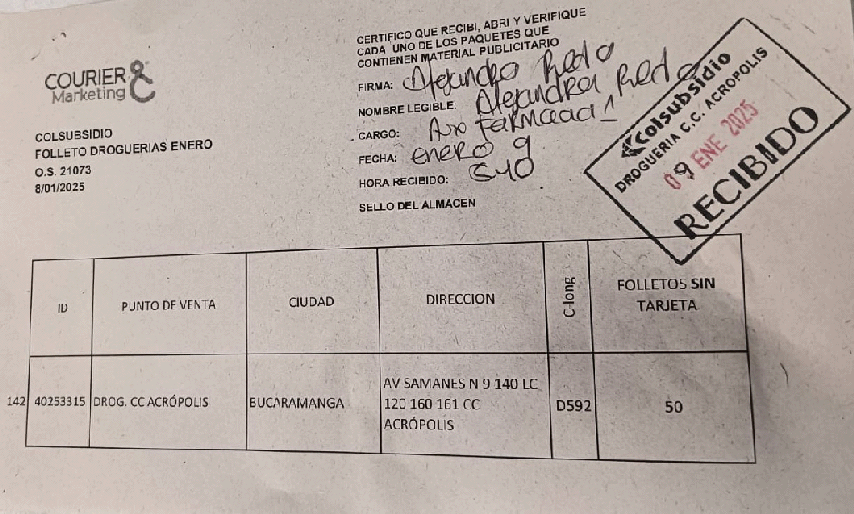 COURIER &
Marketing
COLSUBSIDIO
FOLLETO DROGUERIAS ENERO
O.S. 21073
8/01/2025
CERTIFICO QUE RECIBI, ABRI Y VERIFIQUE
CADA UNO DE LOS PAQUETES QUE
CONTIENEN MATERIAL PUBLICITARIO
FIRMA: Alejandra
NOMBRE LEGIBLE: Alejandra
CARGO: Farmacia 1
FECHA: enero 9
HORA RECIBIDO:
SELLO DEL ALMACEN
Colsubsidio
DROGUERIA C.C. ACROPOLIS
09 ENE 2025
RECIBIDO
ID PUNTO DE VENTA CIUDAD DIRECCION C-long FOLLETOS SIN
TARJETA
142 40253315 DROG. CC ACRÓPOLIS BUCARAMANGA AV SAMANES N 9 140 LC
160 161 CC D592 50
ACRÓPOLIS